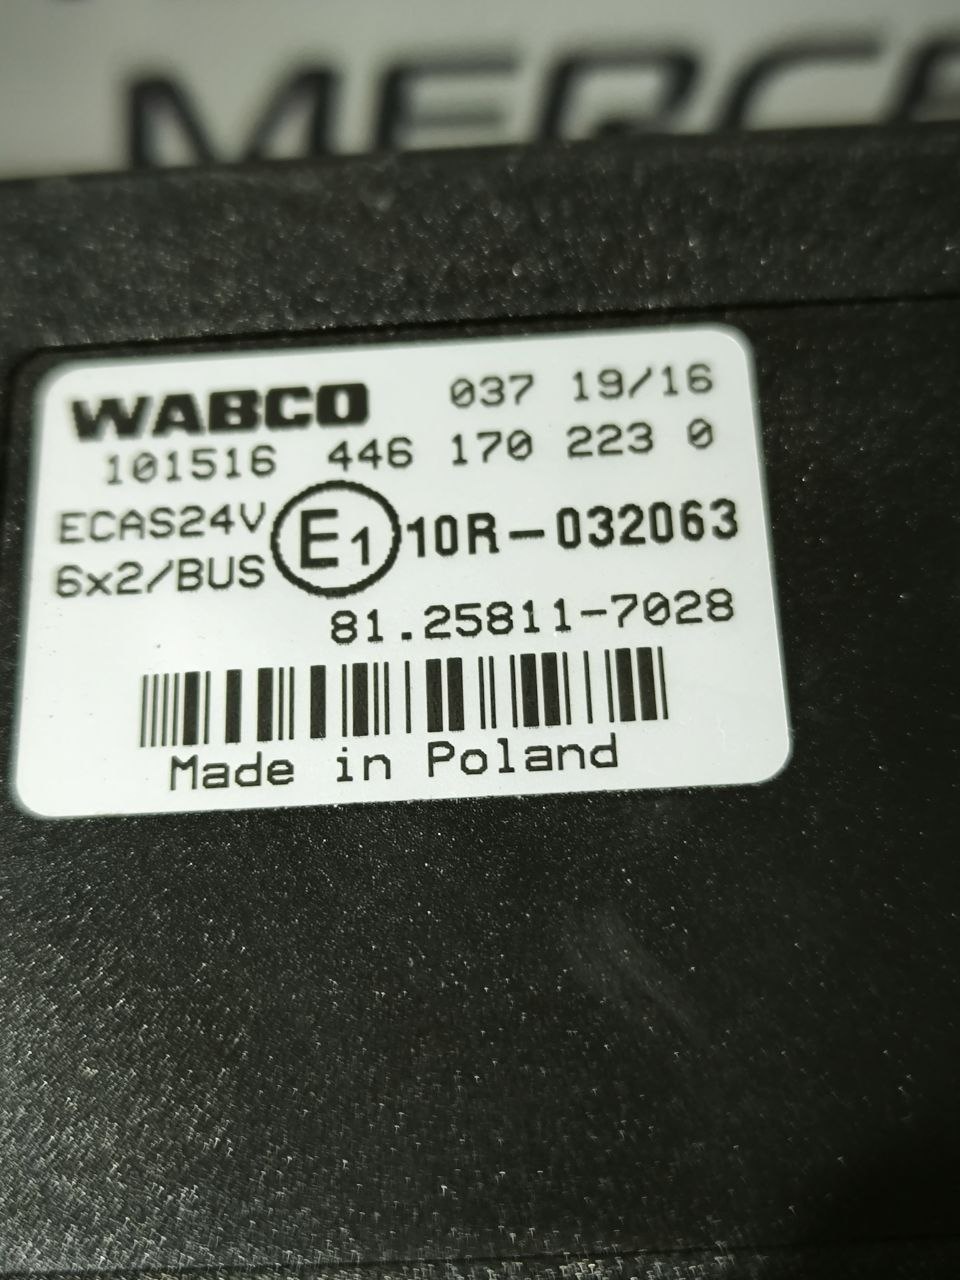 MERCE
WABCO 037 19/16
101516 446 170 223 0
ECAS24V E1 10R-032063
6x2/BUS
81.25811-7028
Made in Poland